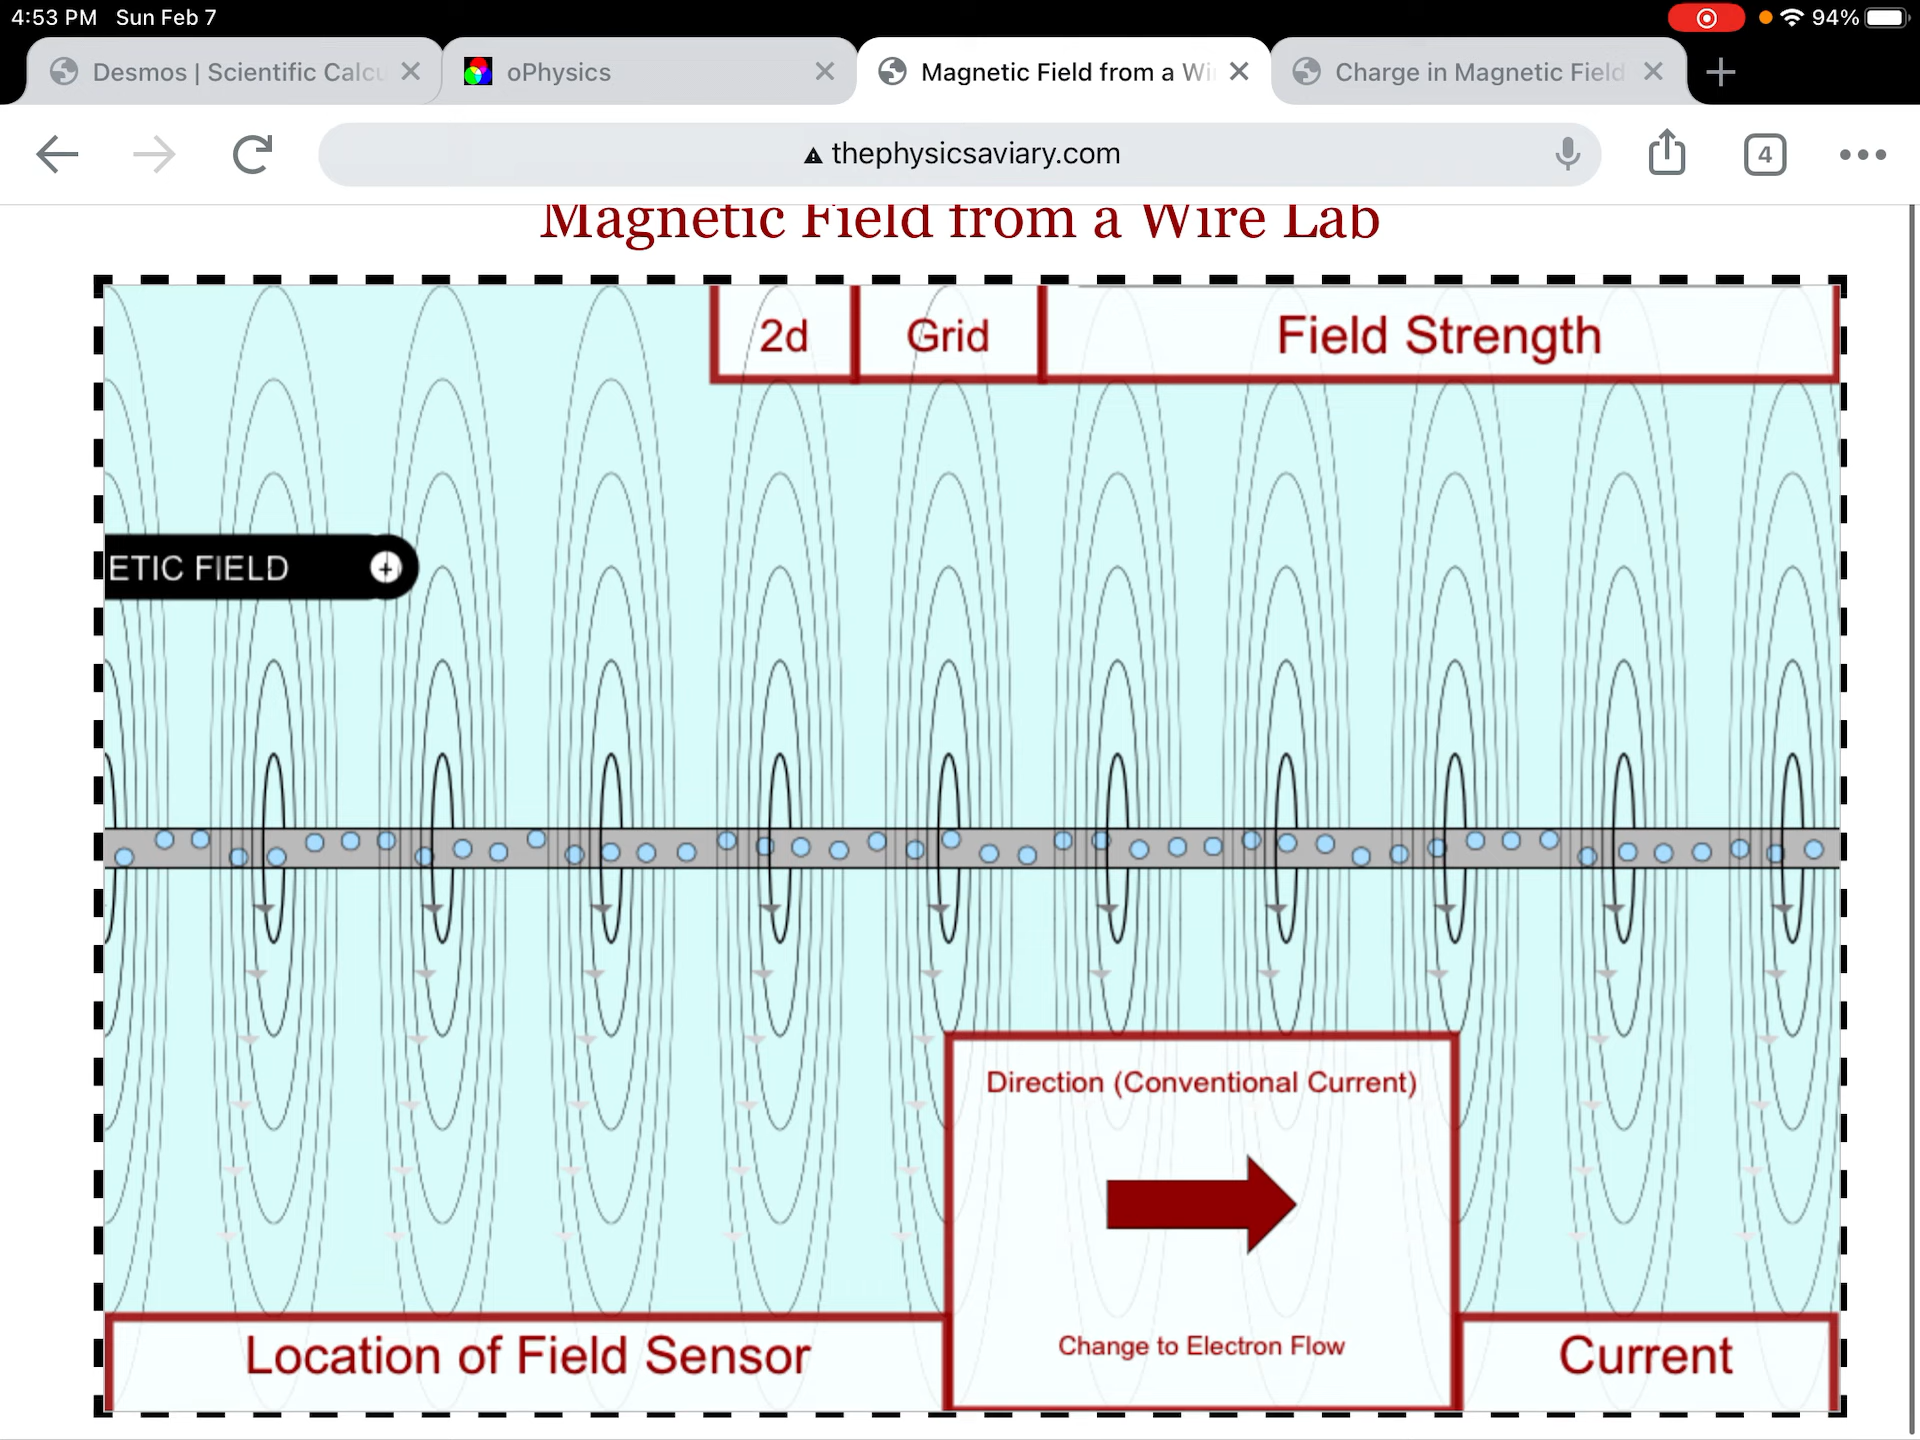 4:53 PM Sun Feb 7
94%
Desmos | Scientific Calcu
oPhysics
Magnetic Field from a Wi
Charge in Magnetic Field
thephysicsaviary.com
4
Magnetic Field from a Wire Lab
2d
Grid
Field Strength
ETIC FIELD
+
Direction (Conventional Current)
Change to Electron Flow
Location of Field Sensor
Current